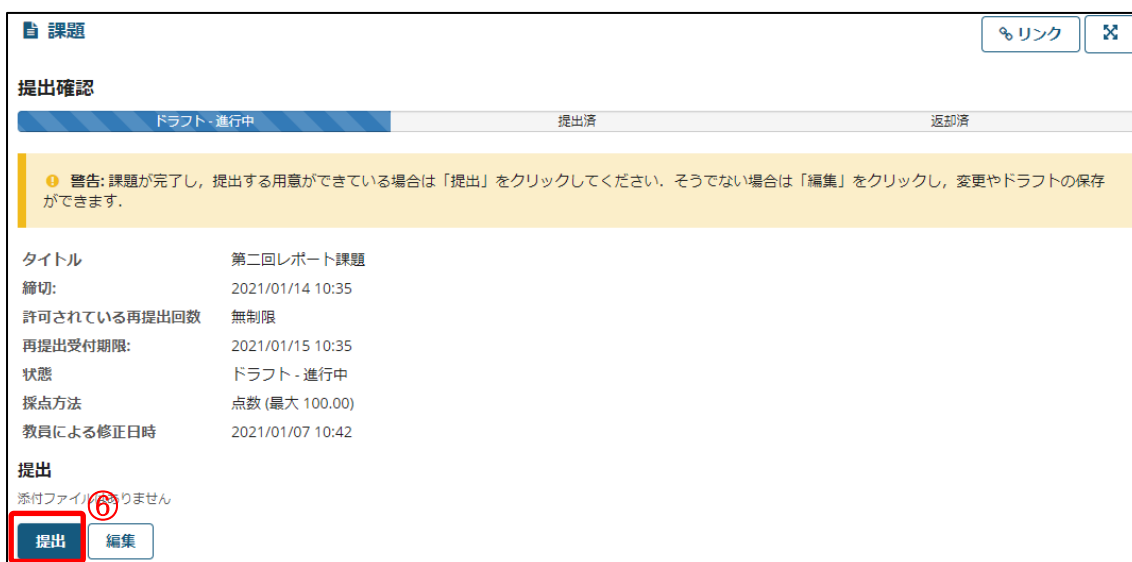 課題
リンク
提出確認
ドラフト - 進行中 提出済 返却済
警告: 課題が完了し，提出する用意ができている場合は「提出」をクリックしてください．そうでない場合は「編集」をクリックし，変更やドラフトの保存
ができます．
タイトル 第二回レポート課題
締切: 2021/01/14 10:35
許可されている再提出回数 無制限
再提出受付期限: 2021/01/15 10:35
状態 ドラフト - 進行中
採点方法 点数 (最大 100.00)
教員による修正日時 2021/01/07 10:42
提出
添付ファイルはありません
⑥
提出 編集